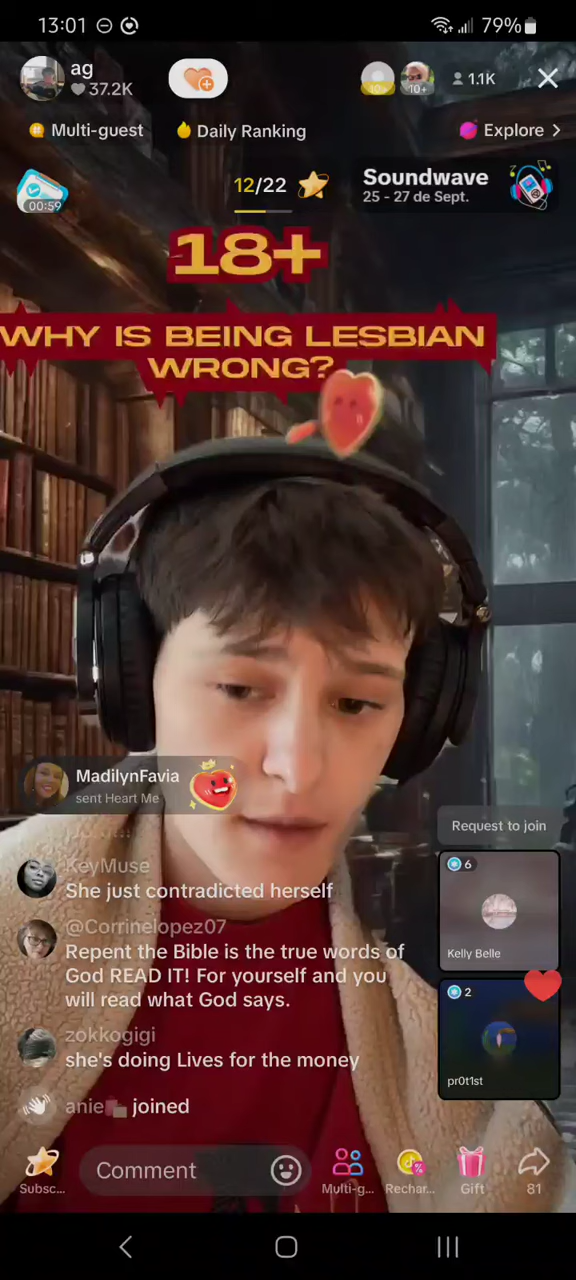 13:01
79%
ag
37.2K
10+
10+
1.1K
Multi-guest
Daily Ranking
Explore >
00:59
12/22
Soundwave
25 - 27 de Sept.
18+
WHY IS BEING LESBIAN
WRONG?
MadilynFavia
sent Heart Me
Request to join
KeyMuse
She just contradicted herself
6
Kelly Belle
@Corrinelopez07
Repent the Bible is the true words of
God READ IT! For yourself and you
will read what God says.
2
pr0t1st
zokkogigi
she's doing Lives for the money
anie joined
Subsc...
Comment
Multi-g...
Rechar...
Gift
81